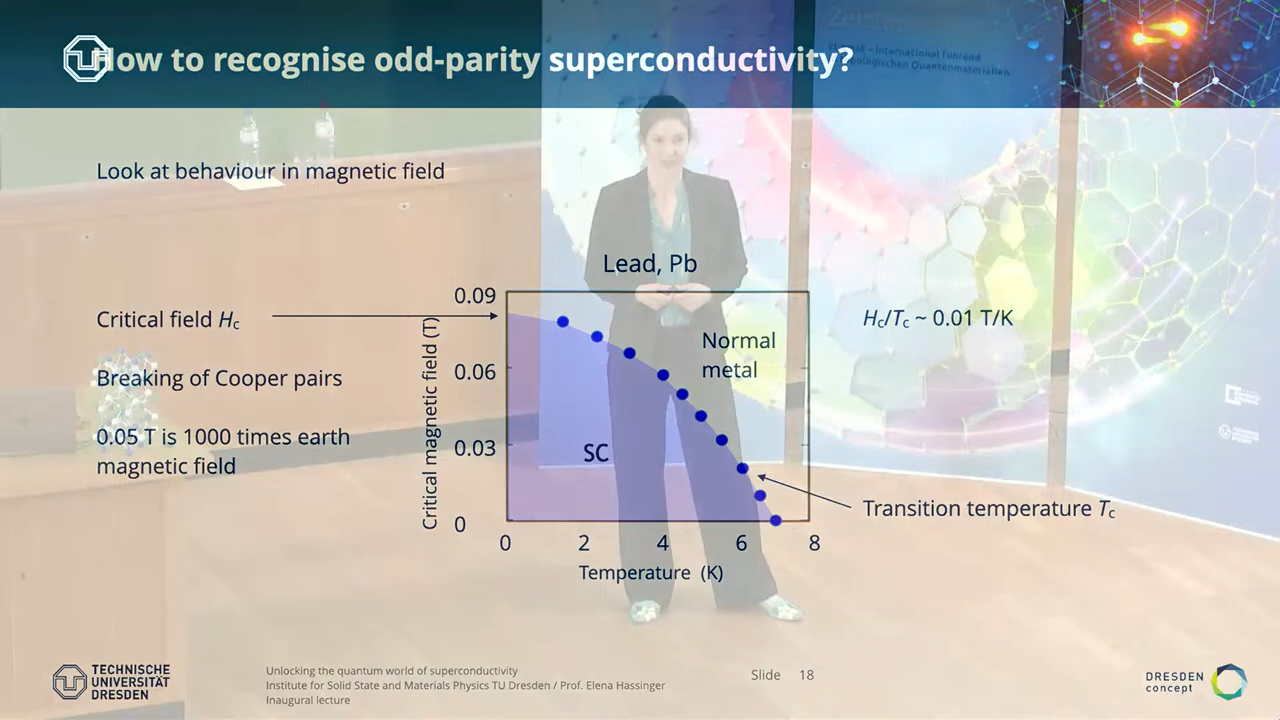 How to recognise odd-parity superconductivity?
Look at behaviour in magnetic field
Lead, Pb
Critical field Hc
Breaking of Cooper pairs
0.05 T is 1000 times earth
magnetic field
Critical magnetic field (T)
0.09
0.06
0.03
0
Normal
metal
SC
0 2 4 6 8
Temperature (K)
Hc/Tc ~ 0.01 T/K
Transition temperature Tc
TECHNISCHE
UNIVERSITÄT
DRESDEN
Unlocking the quantum world of superconductivity
Institute for Solid State and Materials Physics TU Dresden / Prof. Elena Hassinger
Inaugural lecture
Slide 18
DRESDEN
concept